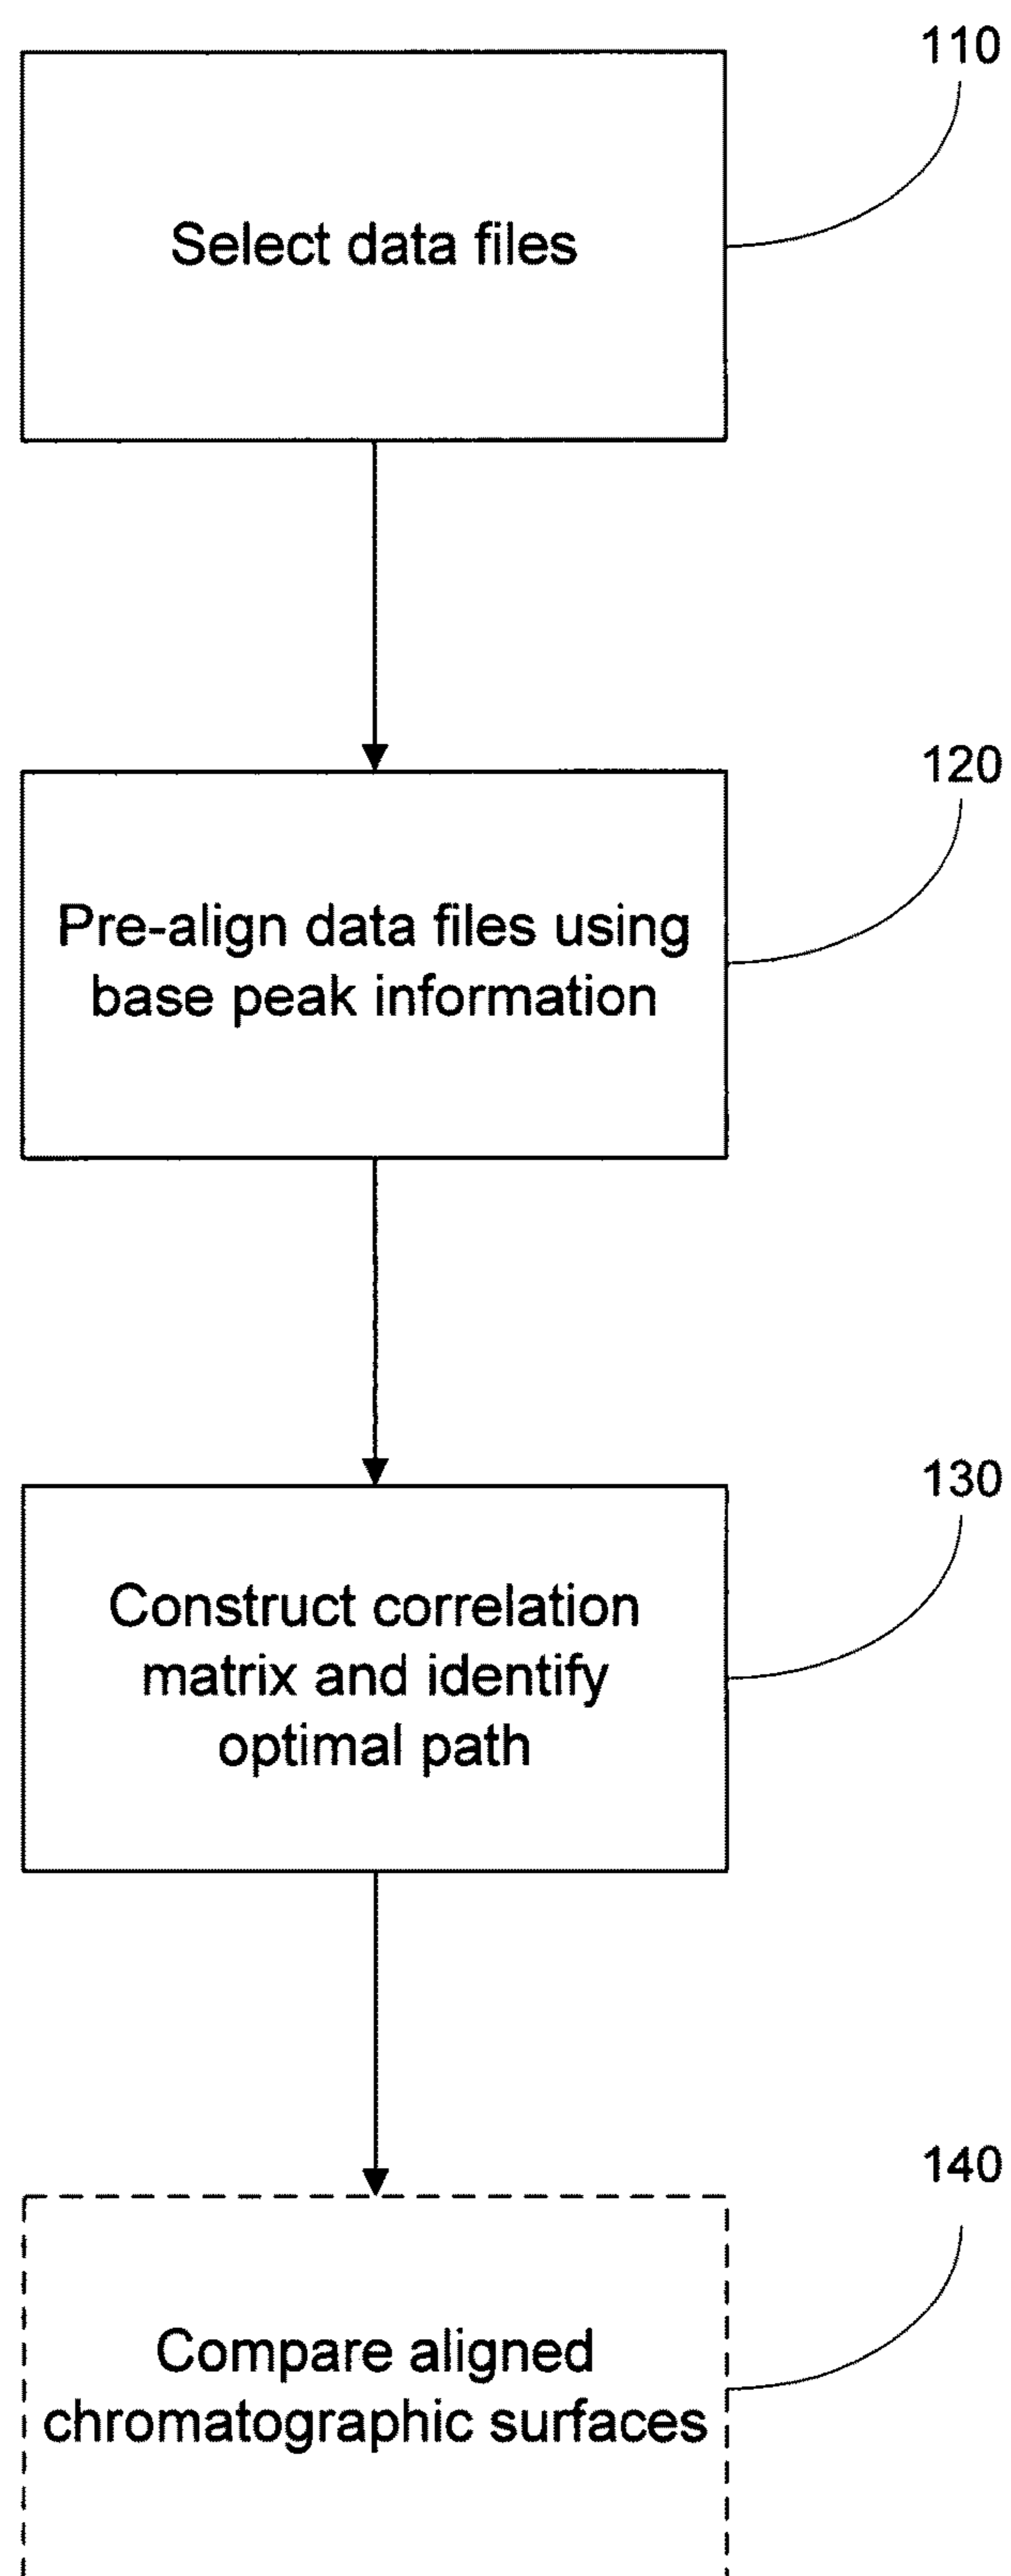 110
Select data files
120
Pre-align data files using
base peak information
130
Construct correlation
matrix and identify
optimal path
140
Compare aligned
chromatographic surfaces